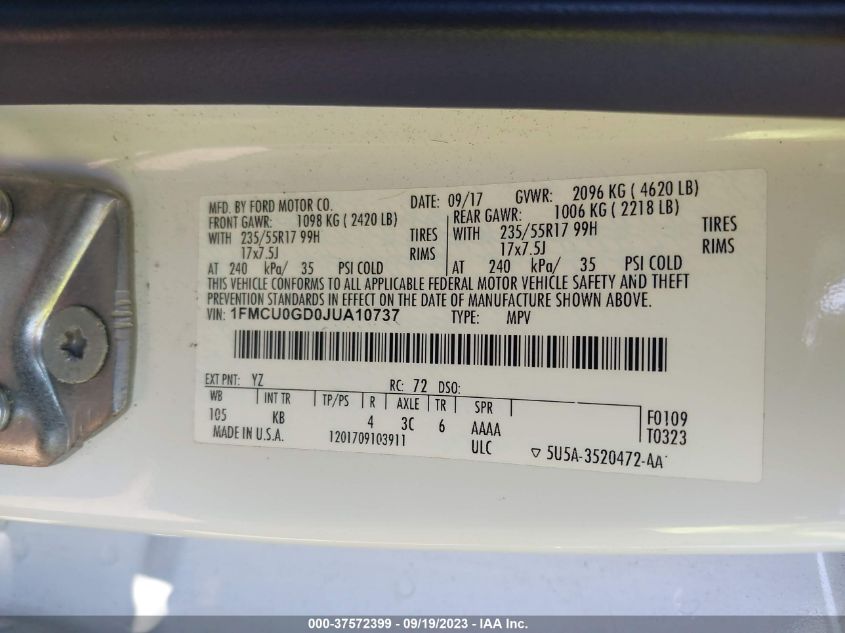 MFD. BY FORD MOTOR CO. DATE: 09/17 GVWR: 2096 KG ( 4620 LB)
FRONT GAWR: 1098 KG ( 2420 LB) REAR GAWR: 1006 KG ( 2218 LB)
WITH 235/55R17 99H TIRES WITH 235/55R17 99H TIRES
17x7.5J RIMS 17x7.5J RIMS
AT 240 kPa/ 35 PSI COLD AT 240 kPa/ 35 PSI COLD
THIS VEHICLE CONFORMS TO ALL APPLICABLE FEDERAL MOTOR VEHICLE SAFETY AND THEFT
PREVENTION STANDARDS IN EFFECT ON THE DATE OF MANUFACTURE SHOWN ABOVE.
VIN: 1FMCU0GD0JUA10737 TYPE: MPV
EXT PNT: YZ RC: 72 DSO:
WB INT TR TP/PS R AXLE TR SPR F0109
105 KB 4 3C 6 AAAA T0323
MADE IN U.S.A. 1201709103911 ULC ▽ 5U5A-3520472-AA
000-37572399 - 09/19/2023 - IAA Inc.